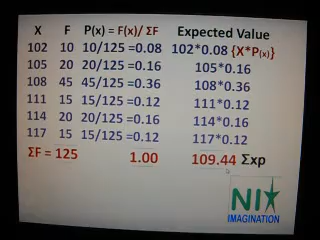 X F P(x) = F(x)/ ΣF Expected Value
102 10 10/125 =0.08 102*0.08 {X*P(x)}
105 20 20/125 =0.16 105*0.16
108 45 45/125 =0.36 108*0.36
111 15 15/125 =0.12 111*0.12
114 20 20/125 =0.16 114*0.16
117 15 15/125 =0.12 117*0.12
ΣF = 125 1.00 109.44 Σxp
NI
IMAGINATION